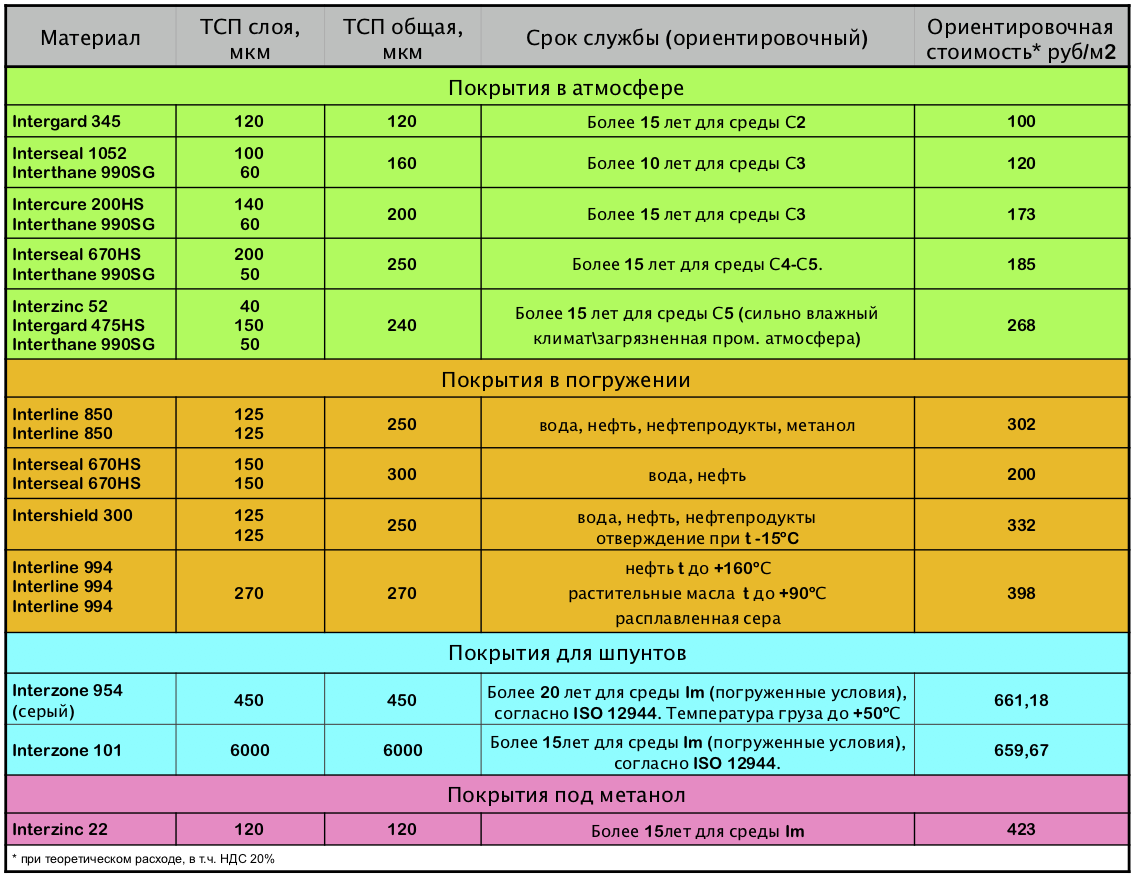 Материал
ТСП слоя,
мкм
ТСП общая,
мкм
Срок службы (ориентировочный)
Ориентировочная
стоимость* руб/м2
Покрытия в атмосфере
Intergard 345
120
120
Более 15 лет для среды С2
100
Interseal 1052
Interthane 990SG
100
60
160
Более 10 лет для среды С3
120
Intercure 200HS
Interthane 990SG
140
60
200
Более 15 лет для среды С3
173
Interseal 670HS
Interthane 990SG
200
50
250
Более 15 лет для среды С4-С5.
185
Interzinc 52
Intergard 475HS
Interthane 990SG
40
150
50
240
Более 15 лет для среды С5 (сильно влажный
климат\загрязненная пром. атмосфера)
268
Покрытия в погружении
Interline 850
Interline 850
125
125
250
вода, нефть, нефтепродукты, метанол
302
Interseal 670HS
Interseal 670HS
150
150
300
вода, нефть
200
Intershield 300
125
125
250
вода, нефть, нефтепродукты
отверждение при t -15°C
332
Interline 994
Interline 994
Interline 994
270
270
нефть t до +160°С
растительные масла t до +90°С
расплавленная сера
398
Покрытия для шпунтов
Interzone 954
(серый)
450
450
Более 20 лет для среды Im (погруженные условия),
согласно ISO 12944. Температура груза до +50°С
661,18
Interzone 101
6000
6000
Более 15лет для среды Im (погруженные условия),
согласно ISO 12944.
659,67
Покрытия под метанол
Interzinc 22
120
120
Более 15лет для среды Im
423
* при теоретическом расходе, в т.ч. НДС 20%